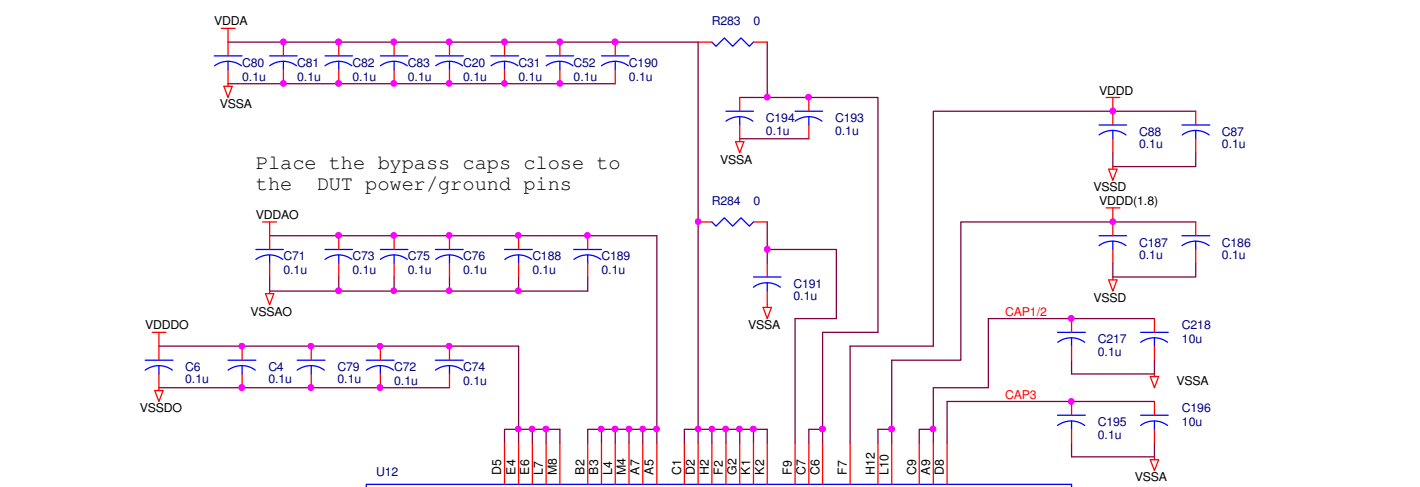 VDDA
R283 0
C80 C81 C82 C83 C20 C31 C52 C190
0.1u 0.1u 0.1u 0.1u 0.1u 0.1u 0.1u 0.1u
VSSA
VDDD
C194 C193
0.1u 0.1u
C88 C87
0.1u 0.1u
VSSA
Place the bypass caps close to
the DUT power/ground pins
VSSD
R284 0
VDDD(1.8)
VDDAO
C71 C73 C75 C76 C188 C189
0.1u 0.1u 0.1u 0.1u 0.1u 0.1u
C187 C186
0.1u 0.1u
C191
0.1u
VSSD
VSSAO
VSSA
CAP1/2
VDDDO
C217 C218
0.1u 10u
C6 C4 C79 C72 C74
0.1u 0.1u 0.1u 0.1u 0.1u
VSSA
VSSDO
CAP3
C195 C196
0.1u 10u
VSSA
D5 E4 E6 L7 M8 B2 B3 L4 M4 A7 A5 C1 D2 H2 F2 G2 K1 K2 F9 C7 C6 F7 H12 L10 C9 A9 D8
U12